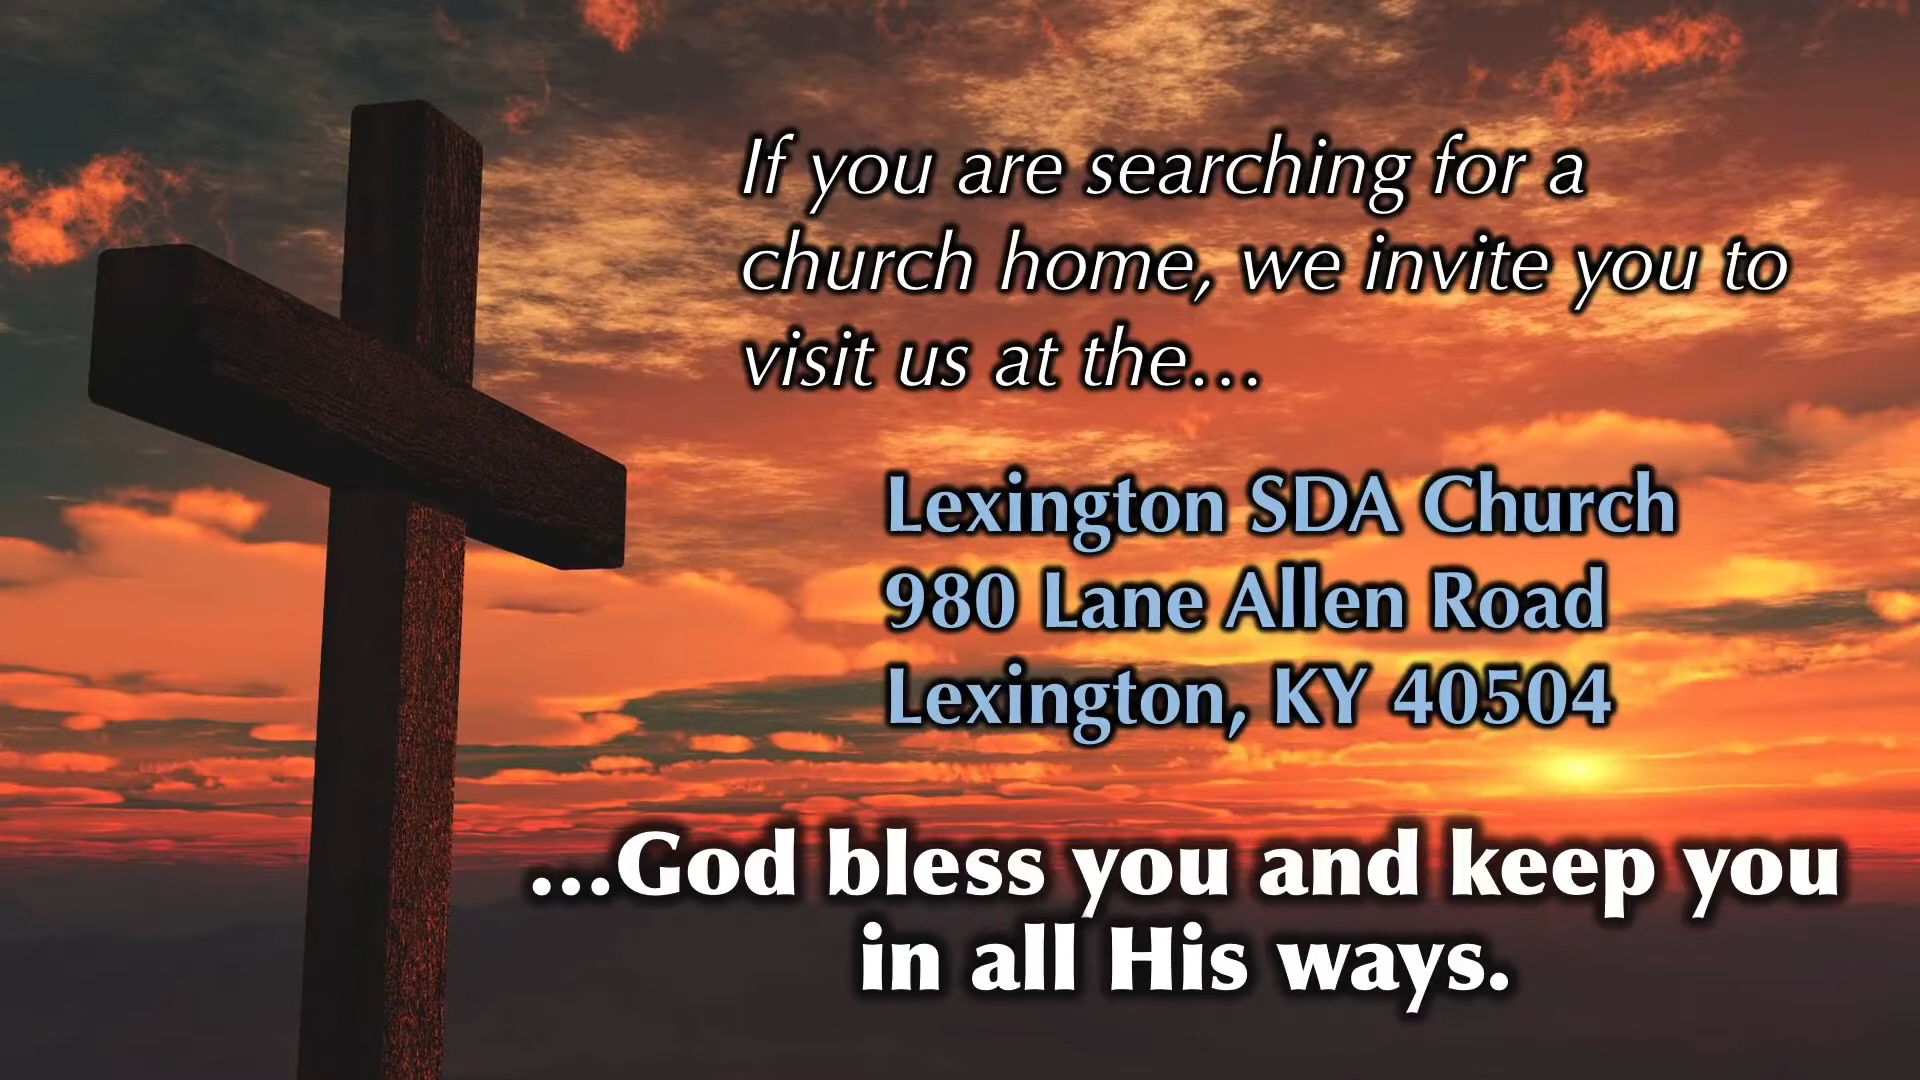 If you are searching for a
church home, we invite you to
visit us at the...
Lexington SDA Church
980 Lane Allen Road
Lexington, KY 40504
...God bless you and keep you
in all His ways.